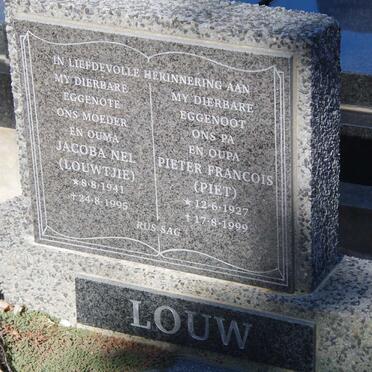 IN LIEFDEVOLLE HERINNERING AAN
MY DIERBARE
EGGENOTE
ONS MOEDER
EN OUMA
JACOBA NEL
(LOUWTJIE)
★ 8·8·1941
† 24·8·1995
MY DIERBARE
EGGENOOT
ONS PA
EN OUPA
PIETER FRANCOIS
(PIET)
★ 12·6·1927
† 17·8·1999
RUS SAG
LOUW